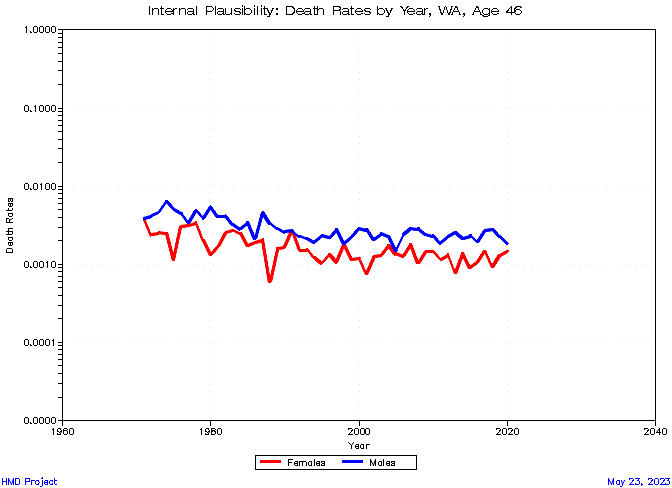 Internal Plausibility: Death Rates by Year, WA, Age 46
1.0000
0.1000
0.0100
0.0010
0.0001
0.0000
Death Rates
1960
1980
2000
2020
2040
Year
Females
Males
HMD Project
May 23, 2023